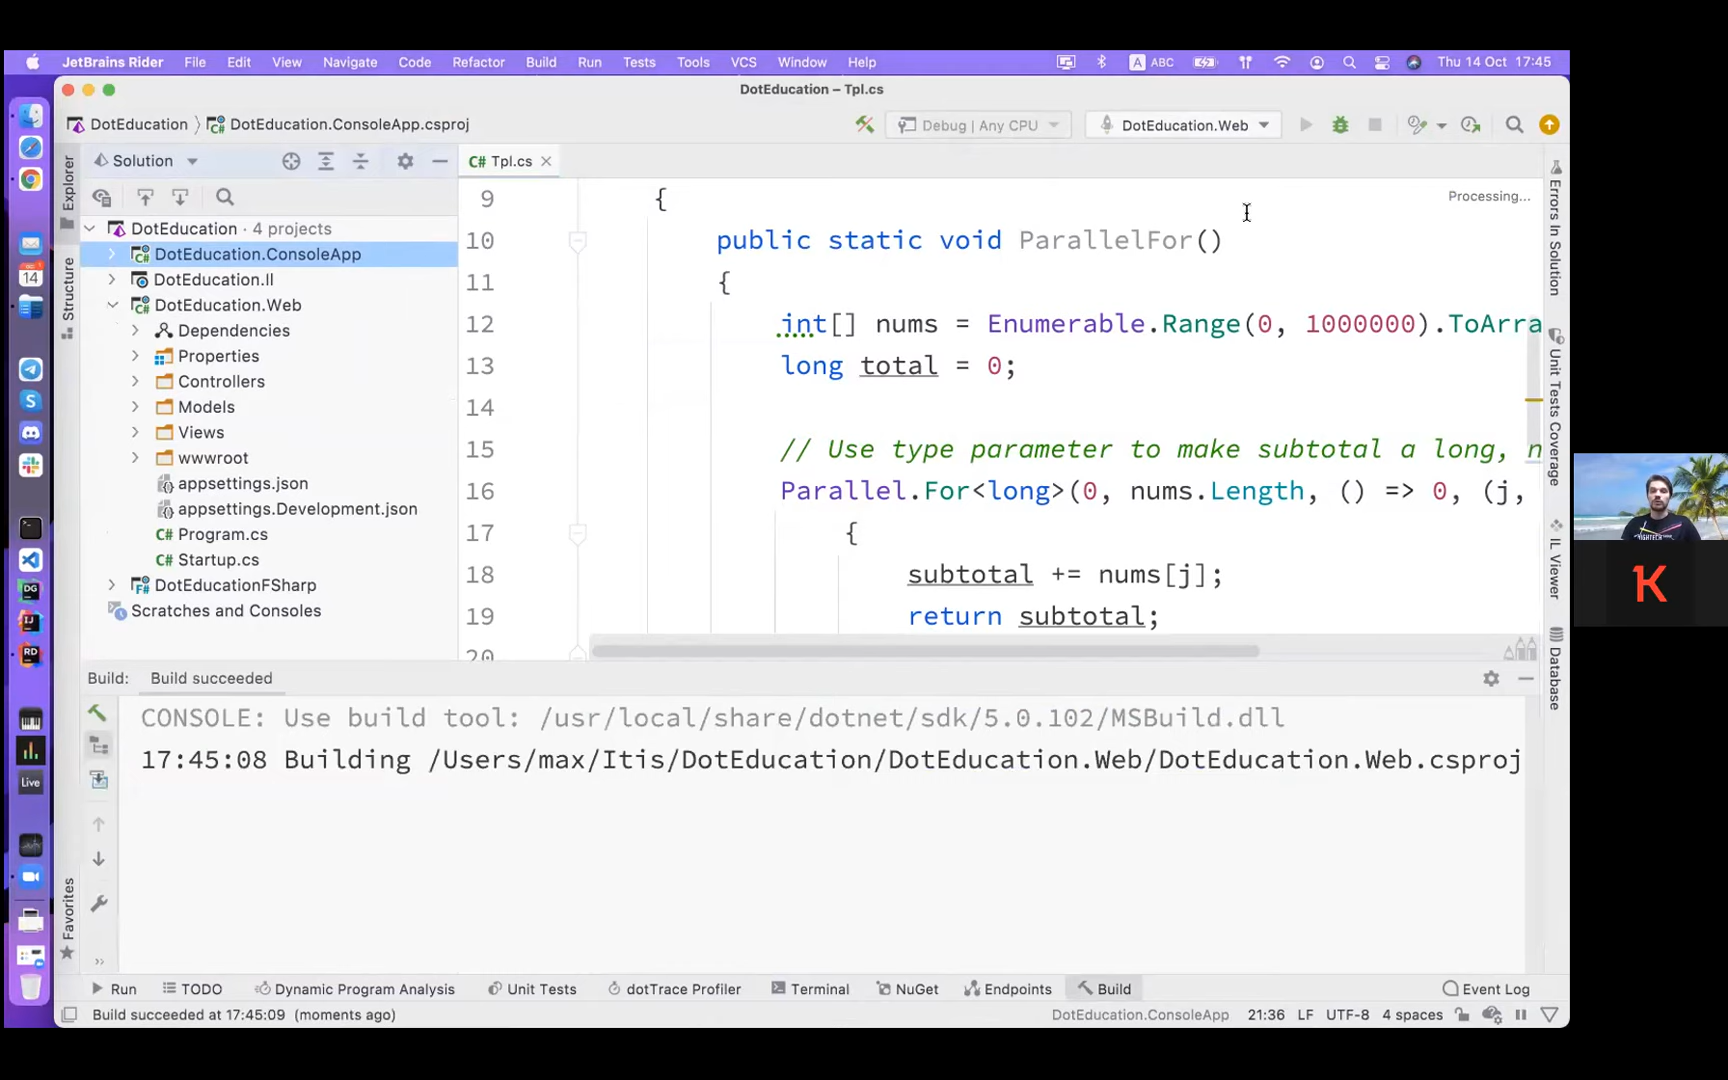 JetBrains Rider File Edit View Navigate Code Refactor Build Run Tests Tools VCS Window Help A ABC Thu 14 Oct 17:45
DotEducation – Tpl.cs
DotEducation DotEducation.ConsoleApp.csproj Debug | Any CPU DotEducation.Web
Explorer
Structure
Favorites
Solution
DotEducation · 4 projects
DotEducation.ConsoleApp
DotEducation.Il
DotEducation.Web
Dependencies
Properties
Controllers
Models
Views
wwwroot
appsettings.json
appsettings.Development.json
C# Program.cs
C# Startup.cs
DotEducationFSharp
Scratches and Consoles
C# Tpl.cs
Processing...
9 {
10 public static void ParallelFor()
11 {
12 int[] nums = Enumerable.Range(0, 1000000).ToArra
13 long total = 0;
14
15 // Use type parameter to make subtotal a long, n
16 Parallel.For<long>(0, nums.Length, () => 0, (j,
17 {
18 subtotal += nums[j];
19 return subtotal;
20
Errors In Solution
Unit Tests Coverage
IL Viewer
Database
K
Build: Build succeeded
CONSOLE: Use build tool: /usr/local/share/dotnet/sdk/5.0.102/MSBuild.dll
17:45:08 Building /Users/max/Itis/DotEducation/DotEducation.Web/DotEducation.Web.csproj
Run TODO Dynamic Program Analysis Unit Tests dotTrace Profiler Terminal NuGet Endpoints Build Event Log
Build succeeded at 17:45:09 (moments ago) DotEducation.ConsoleApp 21:36 LF UTF-8 4 spaces
OCT
14
DG
IJ
RD
Live